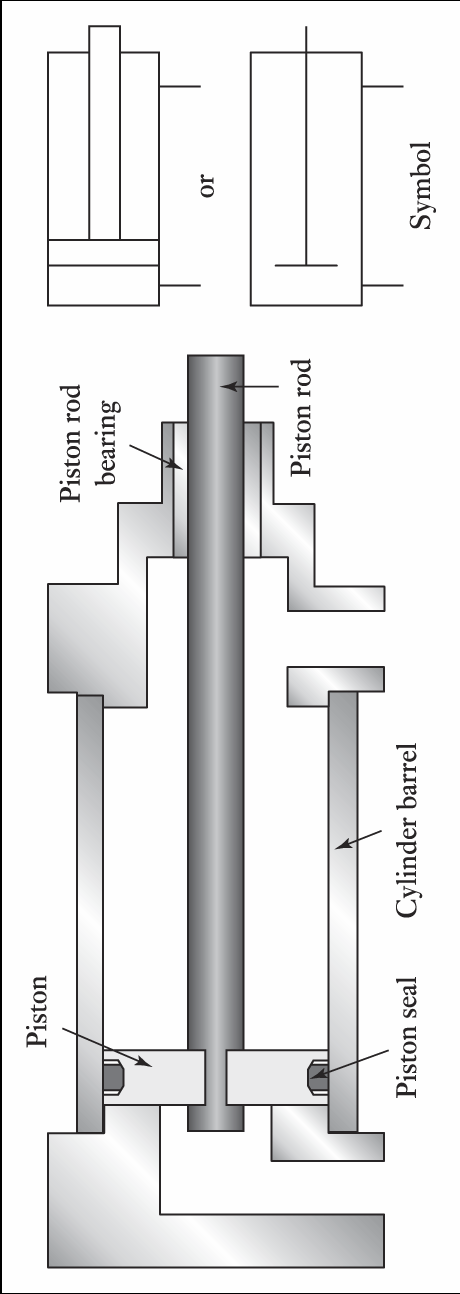 Piston
Piston seal
Cylinder barrel
Piston rod
bearing
Piston rod
or
Symbol